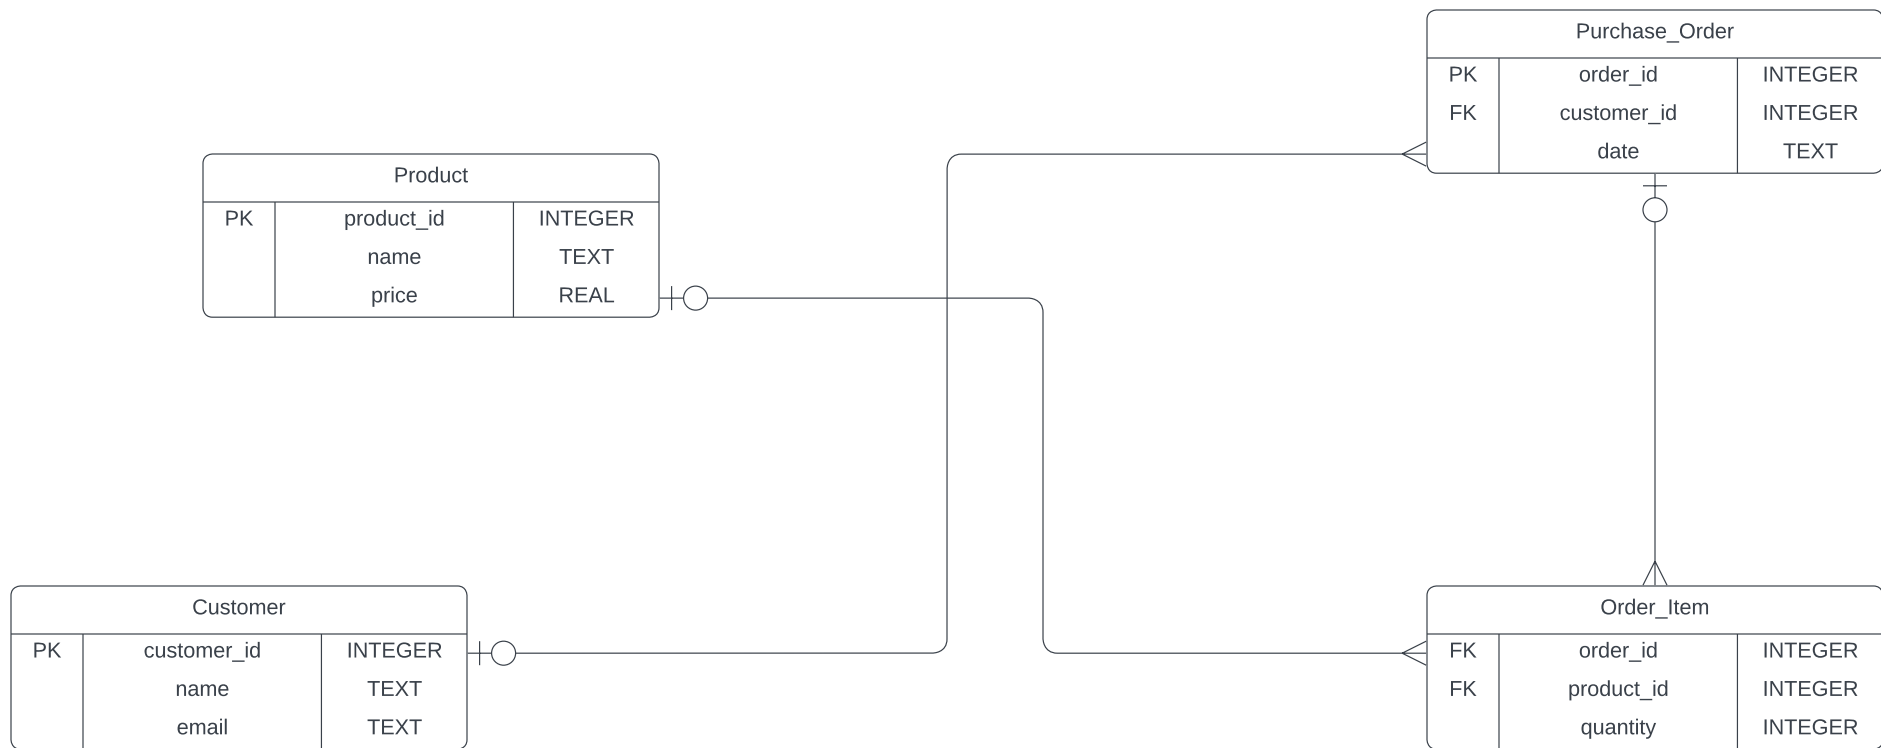 Purchase_Order
PK order_id INTEGER
FK customer_id INTEGER
date TEXT
Product
PK product_id INTEGER
name TEXT
price REAL
Customer
PK customer_id INTEGER
name TEXT
email TEXT
Order_Item
FK order_id INTEGER
FK product_id INTEGER
quantity INTEGER